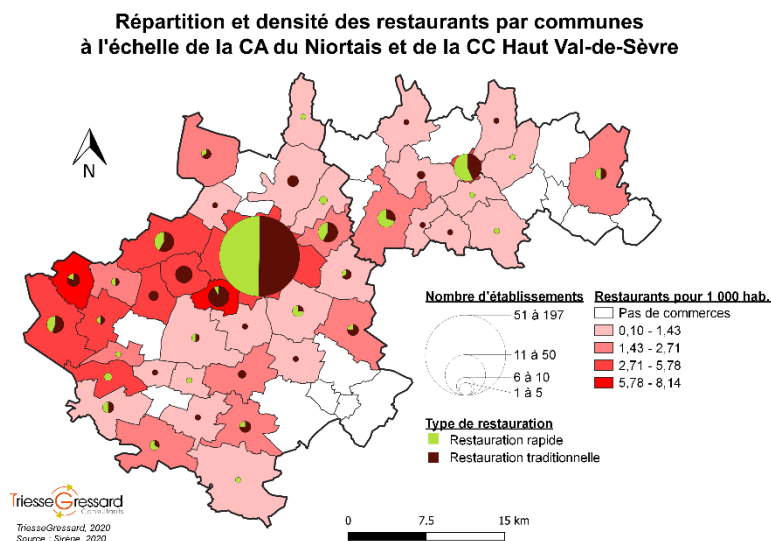 Répartition et densité des restaurants par communes
à l'échelle de la CA du Niortais et de la CC Haut Val-de-Sèvre
N
Nombre d'établissements
51 à 197
11 à 50
6 à 10
1 à 5
Restaurants pour 1 000 hab.
Pas de commerces
0,10 - 1,43
1,43 - 2,71
2,71 - 5,78
5,78 - 8,14
Type de restauration
Restauration rapide
Restauration traditionnelle
TriesseGressard
Consultants
TriesseGressard, 2020
Source : Sirène, 2020
0 7.5 15 km